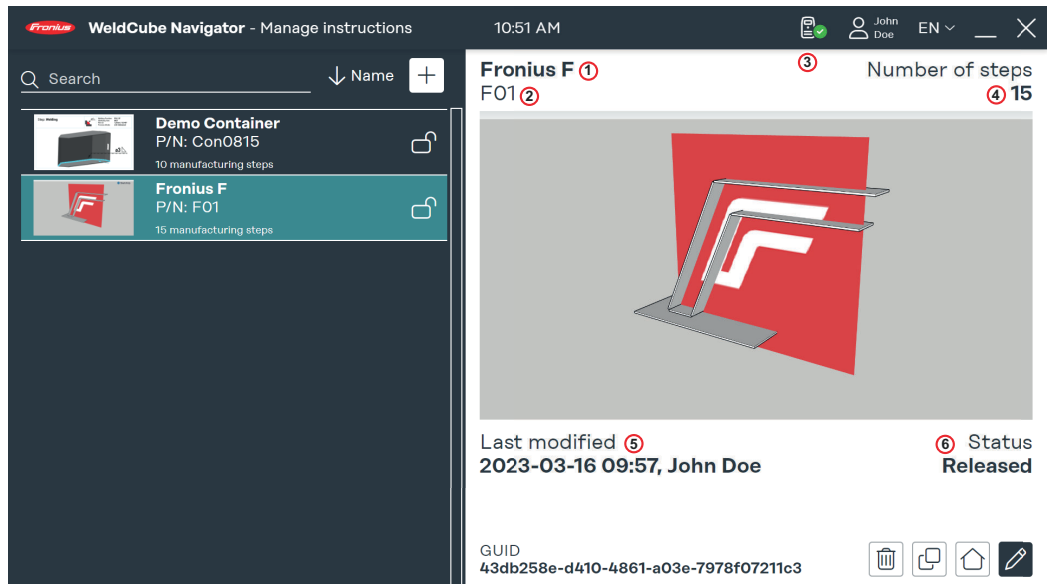 Fronius WeldCube Navigator - Manage instructions 10:51 AM John Doe EN
Search Name
Demo Container
P/N: Con0815
10 manufacturing steps
Fronius F
P/N: F01
15 manufacturing steps
Fronius F 1 3 Number of steps
F01 2 4 15
Last modified 5 6 Status
2023-03-16 09:57, John Doe Released
GUID
43db258e-d410-4861-a03e-7978f07211c3